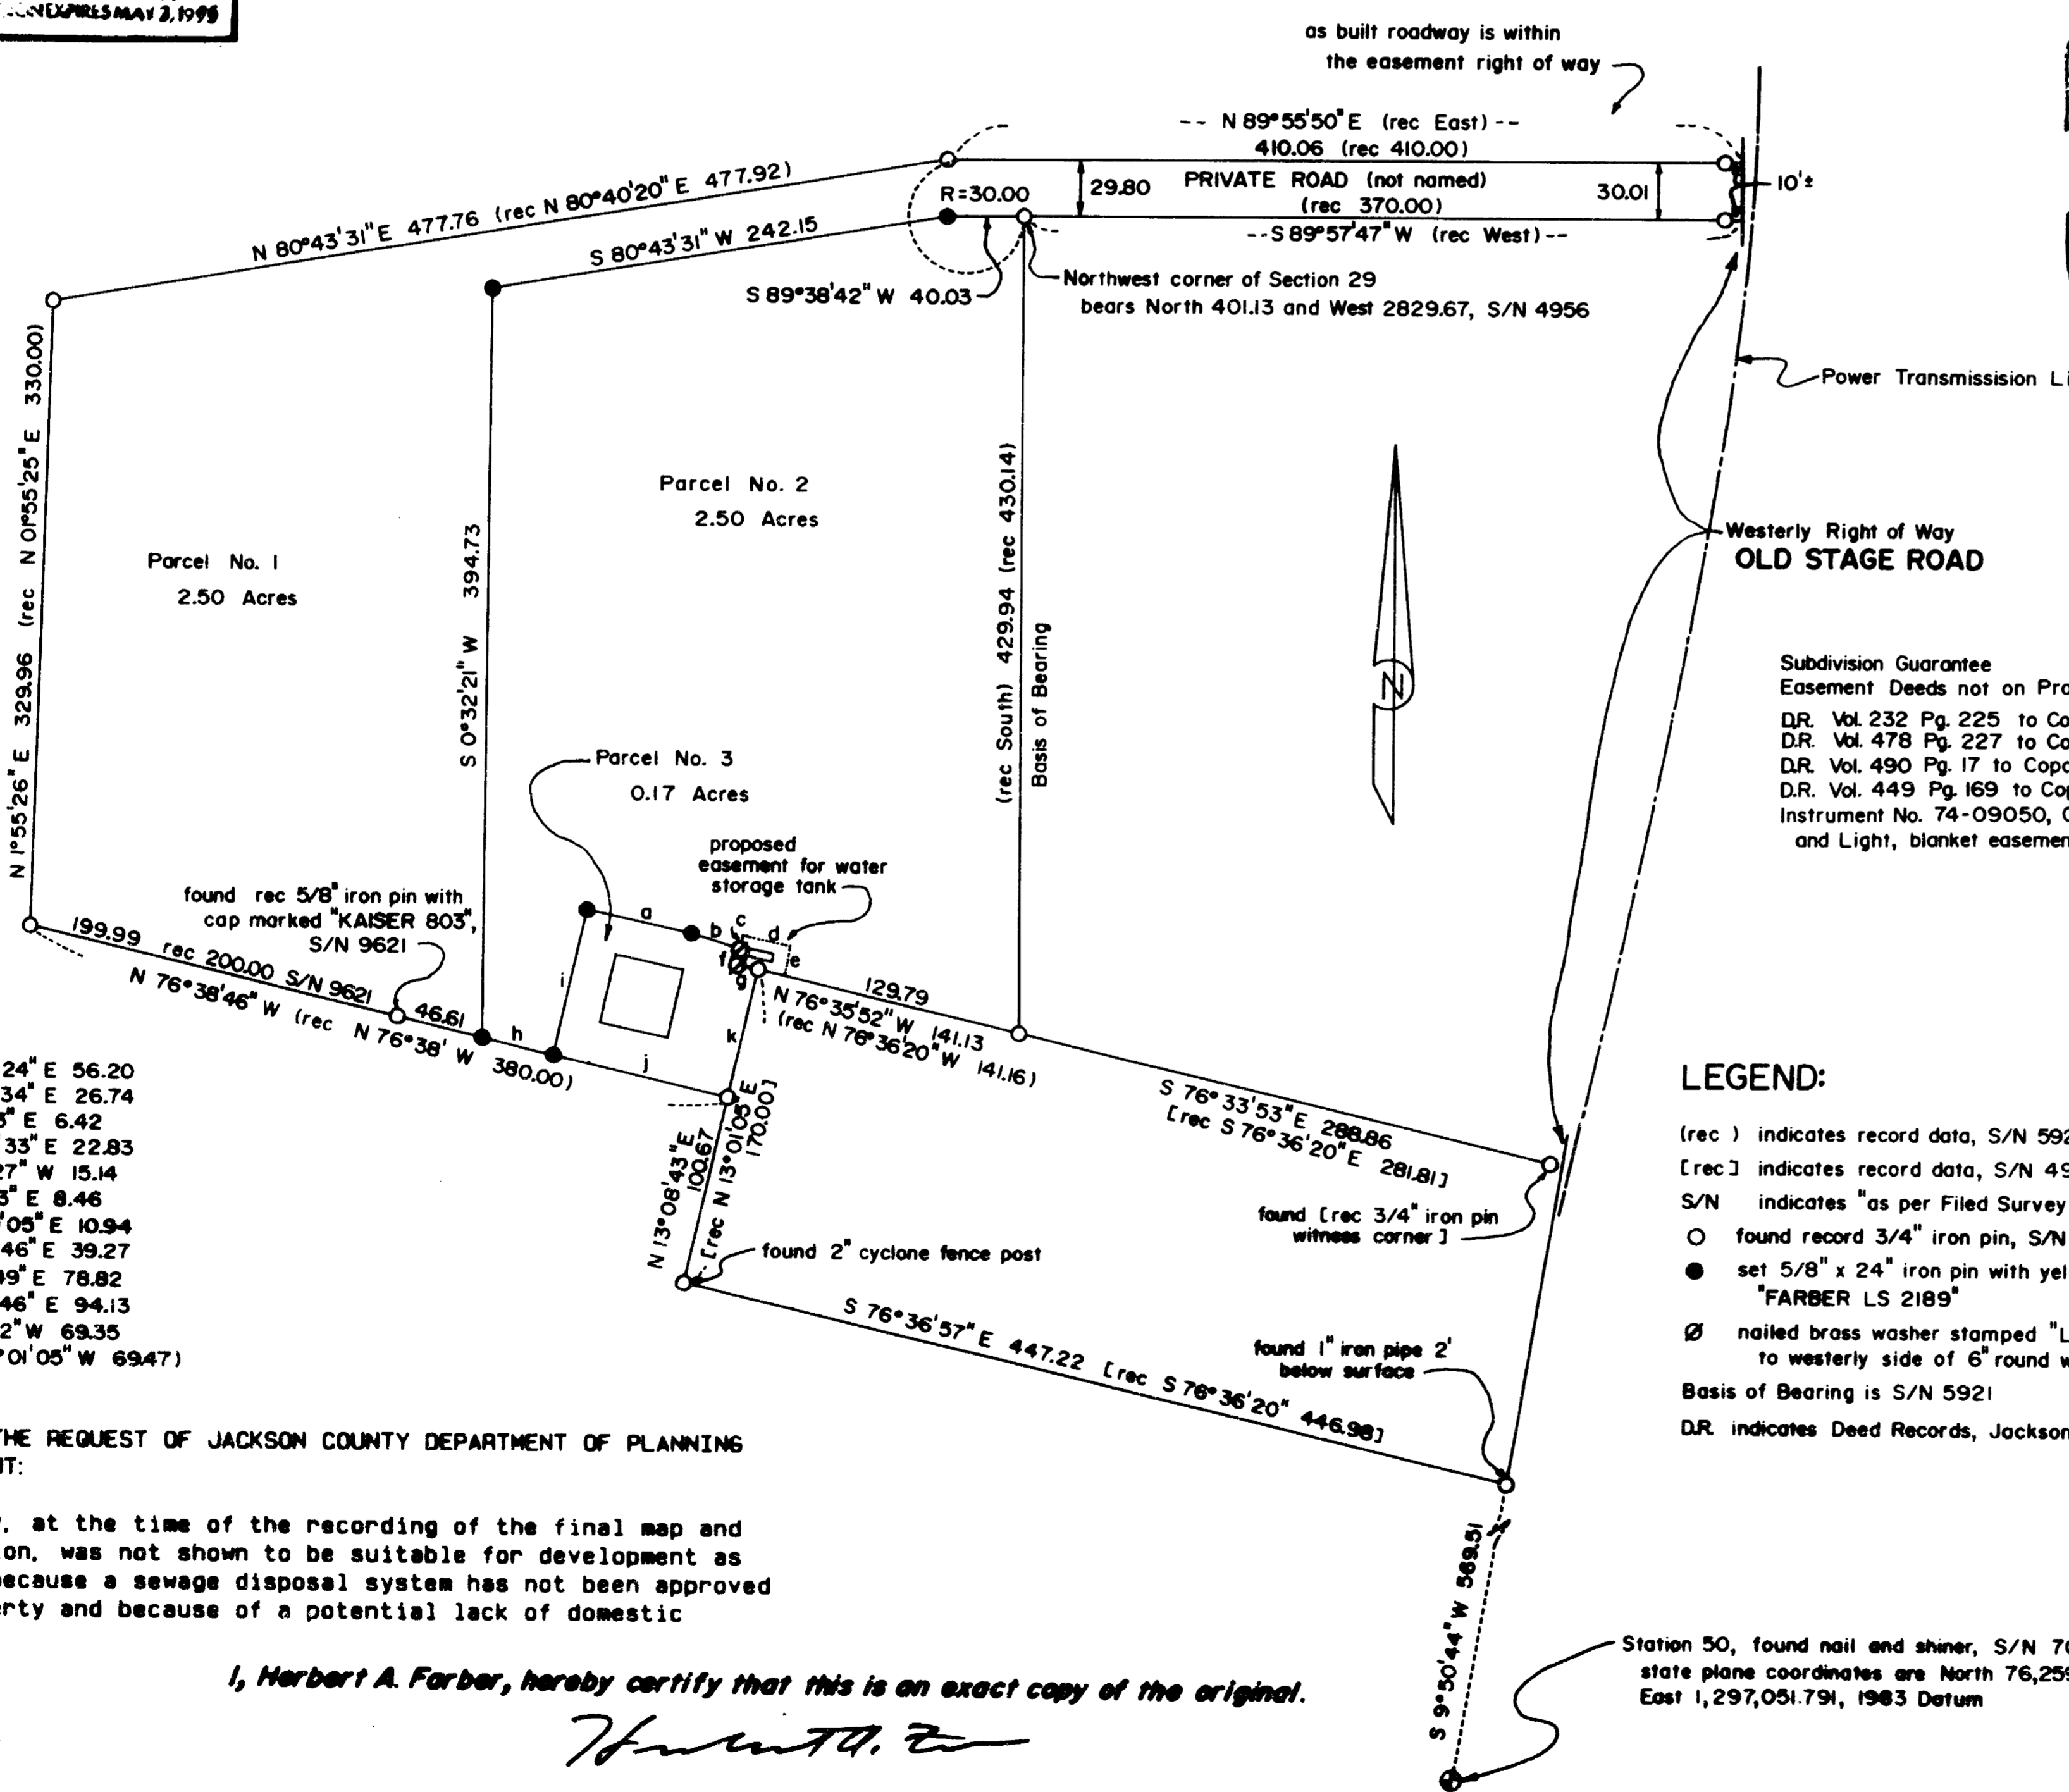 EXPIRES MAY 2, 1995
as built roadway is within
the easement right of way
-- N 89°55'50" E (rec East) --
410.06 (rec 410.00)
PRIVATE ROAD (not named)
(rec 370.00)
--S 89°57'47" W (rec West)--
29.80
30.01
10'±
R=30.00
N 80°43'31" E 477.76 (rec N 80°40'20" E 477.92)
S 80°43'31" W 242.15
S 89°38'42" W 40.03
Northwest corner of Section 29
bears North 401.13 and West 2829.67, S/N 4956
Power Transmissision Li
N 1°55'26" E 329.96 (rec N 01°55'25" E 330.00)
S 0°32'21" W 394.73
(rec South) 429.94 (rec 430.14)
Basis of Bearing
Parcel No. 1
2.50 Acres
Parcel No. 2
2.50 Acres
N
Westerly Right of Way
OLD STAGE ROAD
Subdivision Guarantee
Easement Deeds not on Pro
D.R. Vol. 232 Pg. 225 to Co
D.R. Vol. 478 Pg. 227 to Co
D.R. Vol. 490 Pg. 17 to Copc
D.R. Vol. 449 Pg. 169 to Cop
Instrument No. 74-09050, C
and Light, blanket easemen
Parcel No. 3
0.17 Acres
proposed
easement for water
storage tank
found rec 5/8" iron pin with
cap marked "KAISER 803",
S/N 9621
a
b
c
d
e
f
g
h
i
j
k
199.99 rec 200.00 S/N 9621
46.61
N 76°38'46" W (rec N 76°38' W 380.00)
129.79
N 76°35'52" W 141.13
(rec N 76°36'20" W 141.16)
S 76°33'53" E 288.86
[rec S 76°36'20" E 281.81]
N 13°08'43" E
100.67
[rec N 13°01'05" E
170.00]
found [rec 3/4" iron pin
witness corner]
found 2" cyclone fence post
S 76°36'57" E 447.22 [rec S 76°36'20" 446.98]
found 1" iron pipe 2'
below surface
24" E 56.20
34" E 26.74
3" E 6.42
33" E 22.83
27" W 15.14
3" E 8.46
'05" E 10.94
46" E 39.27
49" E 78.82
46" E 94.13
2" W 69.35
°01'05" W 69.47)
LEGEND:
(rec ) indicates record data, S/N 592
[rec] indicates record data, S/N 49
S/N indicates "as per Filed Survey
found record 3/4" iron pin, S/N
set 5/8" x 24" iron pin with yel
"FARBER LS 2189"
nailed brass washer stamped "L
to westerly side of 6" round w
Basis of Bearing is S/N 5921
D.R. indicates Deed Records, Jackson
THE REQUEST OF JACKSON COUNTY DEPARTMENT OF PLANNING
NT:
, at the time of the recording of the final map and
on, was not shown to be suitable for development as
because a sewage disposal system has not been approved
erty and because of a potential lack of domestic
I, Herbert A. Farber, hereby certify that this is an exact copy of the original.
S 9°50'44" W 569.51
Station 50, found nail and shiner, S/N 70
state plane coordinates are North 76,259
East 1,297,051.791, 1983 Datum